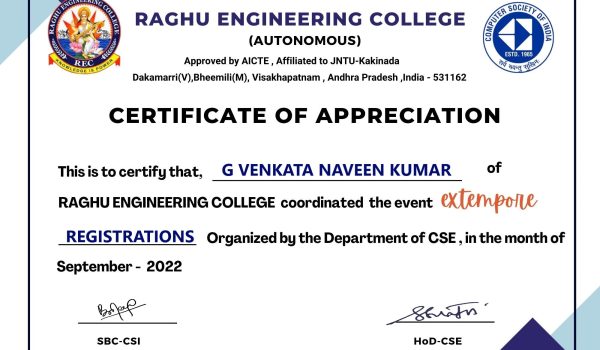 RAGHU ENGINEERING COLLEGE
(AUTONOMOUS)
Approved by AICTE , Affiliated to JNTU-Kakinada
Dakamarri(V),Bheemili(M), Visakhapatnam , Andhra Pradesh ,India - 531162
RAGHU ENGINEERING COLLEGE
REC
KNOWLEDGE IS POWER
COMPUTER SOCIETY OF INDIA
ESTD. 1965
CERTIFICATE OF APPRECIATION
This is to certify that, G VENKATA NAVEEN KUMAR of
RAGHU ENGINEERING COLLEGE coordinated the event extempore
REGISTRATIONS Organized by the Department of CSE , in the month of
September - 2022
SBC-CSI HoD-CSE